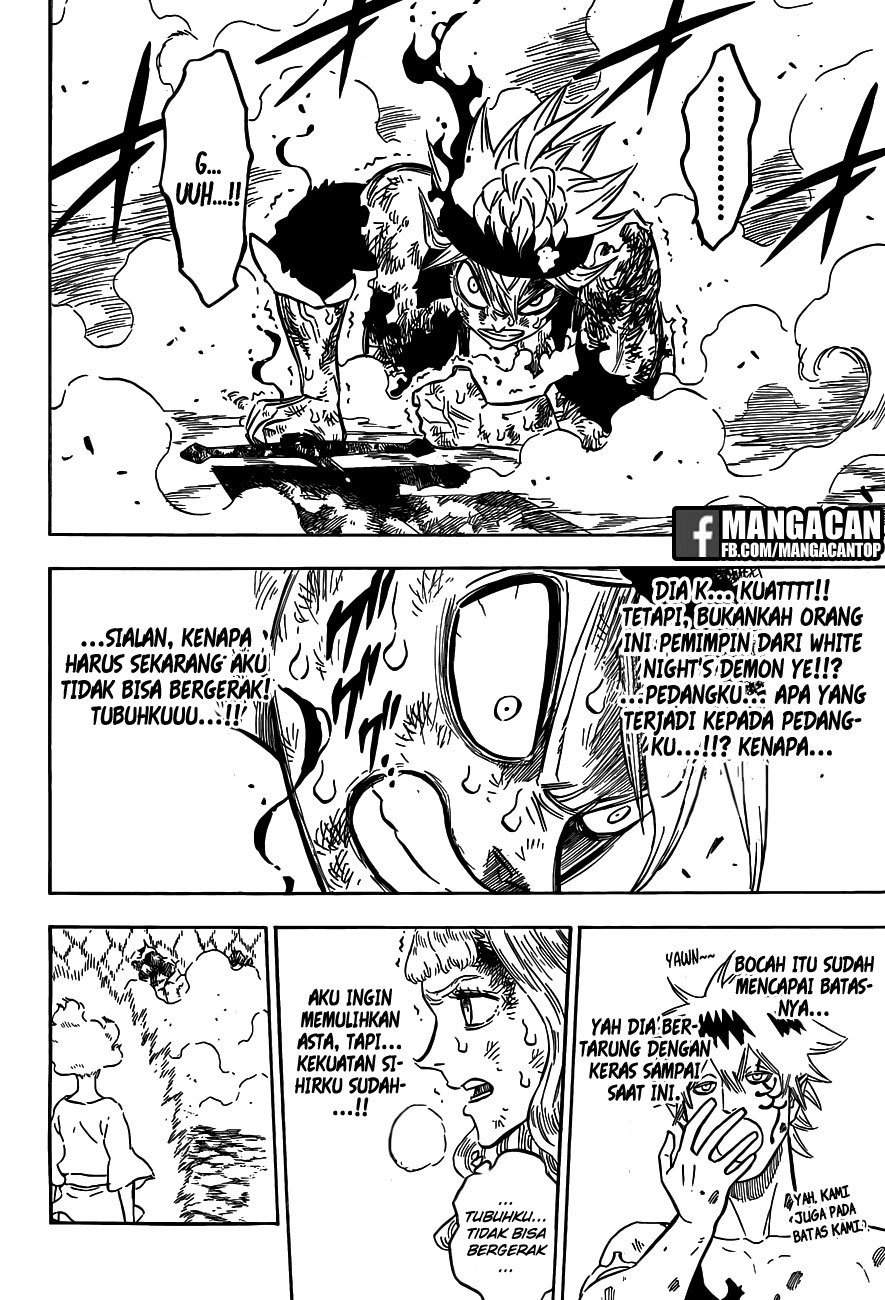 G...
UUH...!!
.........
MANGACAN
FB.COM/MANGACANTOP
DIA K... KUATTTT!!
TETAPI, BUKANKAH ORANG
INI PEMIMPIN DARI WHITE
NIGHT'S DEMON YE!!?
...PEDANGKU... APA YANG
TERJADI KEPADA PEDANG-
KU...!!? KENAPA...
...SIALAN, KENAPA
HARUS SEKARANG AKU
TIDAK BISA BERGERAK!
TUBUHKUUU...!!
YAWN~~
BOCAH ITU SUDAH
MENCAPAI BATAS-
NYA...
YAH DIA BER-
TARUNG DENGAN
KERAS SAMPAI
SAAT INI.
YAH, KAMI
JUGA PADA
BATAS KAMI.
AKU INGIN
MEMULIHKAN
ASTA, TAPI...
KEKUATAN SI-
HIRKU SUDAH-
...!!
...
TUBUHKU...
TIDAK BISA
BERGERAK
...